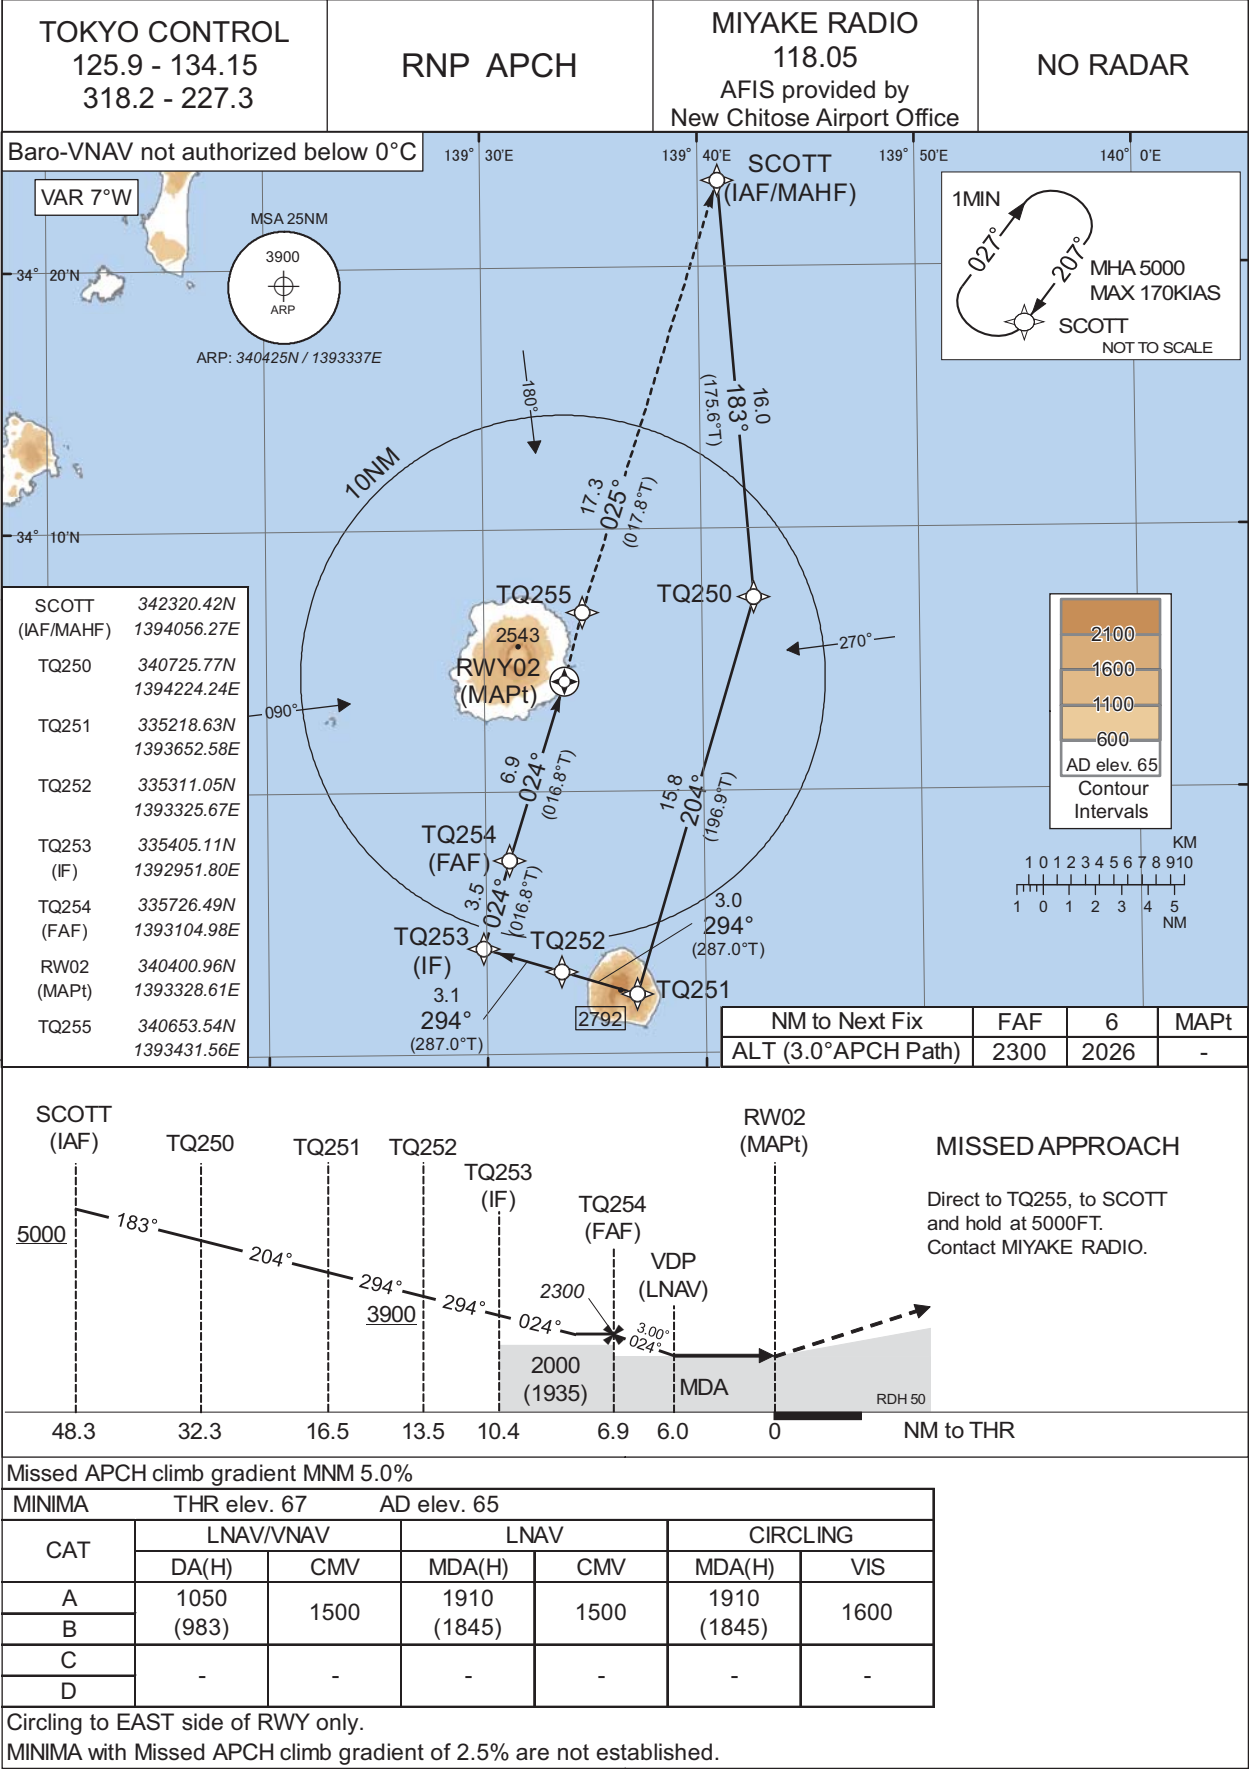 TOKYO CONTROL
125.9 - 134.15
318.2 - 227.3
RNP APCH
MIYAKE RADIO
118.05
AFIS provided by
New Chitose Airport Office
NO RADAR
Baro-VNAV not authorized below 0°C
VAR 7°W
139° 30'E
139° 40'E
139° 50'E
140° 0'E
34° 20'N
34° 10'N
MSA 25NM
3900
ARP
ARP: 340425N / 1393337E
SCOTT
(IAF/MAHF)
1MIN
027°
207°
MHA 5000
MAX 170KIAS
SCOTT
NOT TO SCALE
180°
10NM
16.0
183°
(175.6°T)
17.3
025°
(017.8°T)
TQ255
TQ250
2543
RWY02
(MAPt)
270°
090°
6.9
024°
(016.8°T)
15.8
204°
(196.9°T)
TQ254
(FAF)
3.5
024°
(016.8°T)
TQ253
(IF)
TQ252
3.0
294°
(287.0°T)
TQ251
3.1
294°
(287.0°T)
2792
SCOTT 342320.42N
(IAF/MAHF) 1394056.27E
TQ250 340725.77N
1394224.24E
TQ251 335218.63N
1393652.58E
TQ252 335311.05N
1393325.67E
TQ253 335405.11N
(IF) 1392951.80E
TQ254 335726.49N
(FAF) 1393104.98E
RW02 340400.96N
(MAPt) 1393328.61E
TQ255 340653.54N
1393431.56E
2100
1600
1100
600
AD elev. 65
Contour
Intervals
KM
1 0 1 2 3 4 5 6 7 8 9 10
1 0 1 2 3 4 5
NM
NM to Next Fix FAF 6 MAPt
ALT (3.0°APCH Path) 2300 2026 -
SCOTT
(IAF)
TQ250
TQ251
TQ252
TQ253
(IF)
TQ254
(FAF)
VDP
(LNAV)
RW02
(MAPt)
MISSED APPROACH
Direct to TQ255, to SCOTT
and hold at 5000FT.
Contact MIYAKE RADIO.
5000
183°
204°
294°
3900
294°
024°
2300
3.00°
024°
2000
(1935)
MDA
RDH 50
48.3 32.3 16.5 13.5 10.4 6.9 6.0 0 NM to THR
Missed APCH climb gradient MNM 5.0%
MINIMA THR elev. 67 AD elev. 65
CAT LNAV/VNAV LNAV CIRCLING
DA(H) CMV MDA(H) CMV MDA(H) VIS
A
B
1050
(983)
1500
1910
(1845)
1500
1910
(1845)
1600
C
D
- - - - - -
Circling to EAST side of RWY only.
MINIMA with Missed APCH climb gradient of 2.5% are not established.